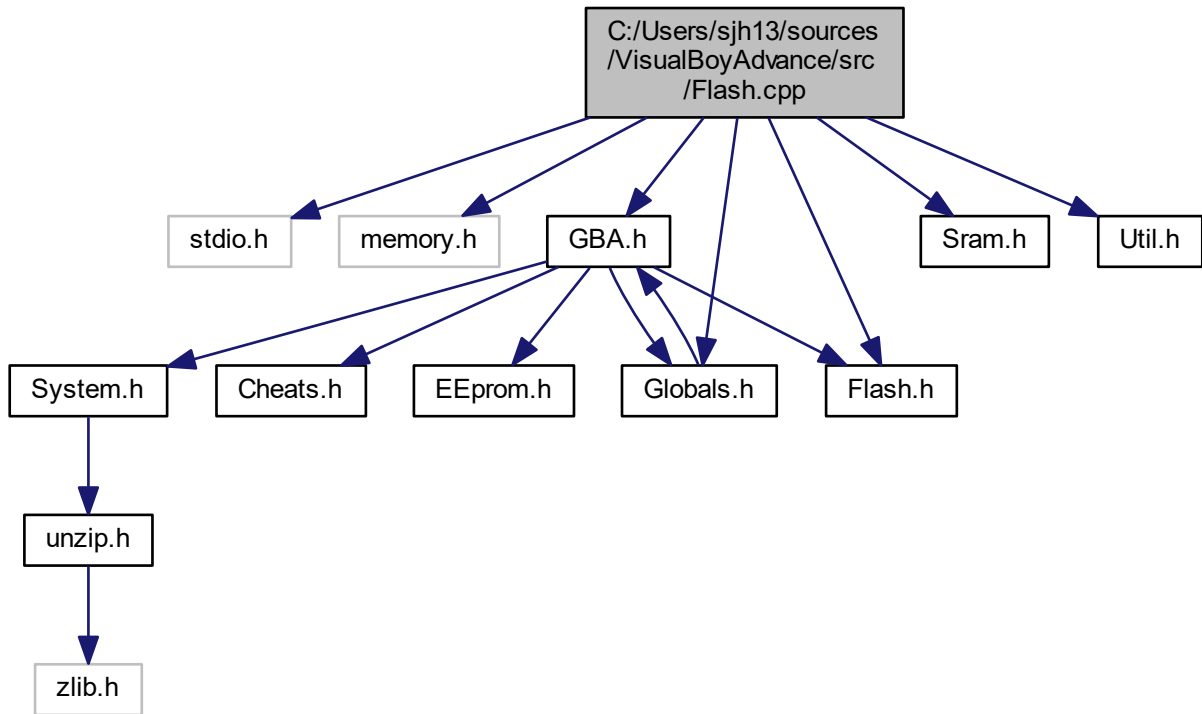 C:/Users/sjh13/sources
/VisualBoyAdvance/src
/Flash.cpp
stdio.h
memory.h
GBA.h
Sram.h
Util.h
System.h
Cheats.h
EEprom.h
Globals.h
Flash.h
unzip.h
zlib.h